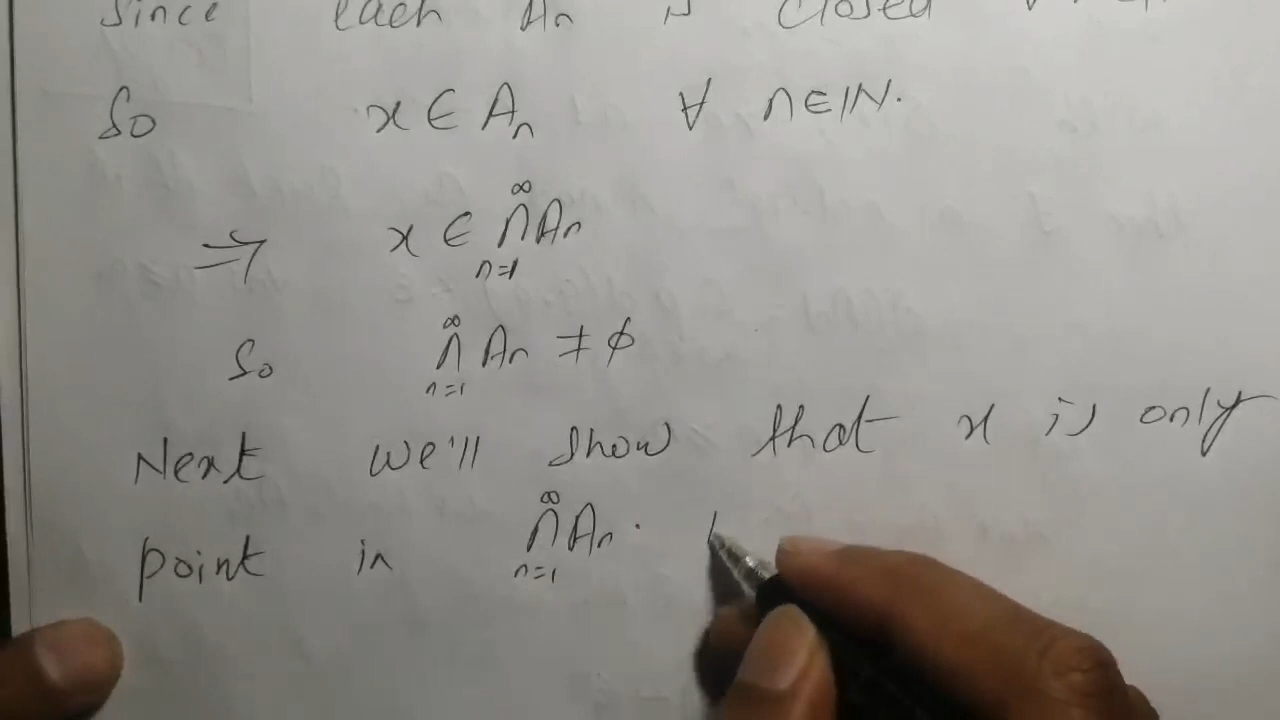 Since each An is closed
So x ∈ An ∀ n∈ℕ.
⇒ x ∈ ∞∩n=1 An
So ∞∩n=1 An ≠ ϕ
Next we'll show that x is only
point in ∞∩n=1 An.